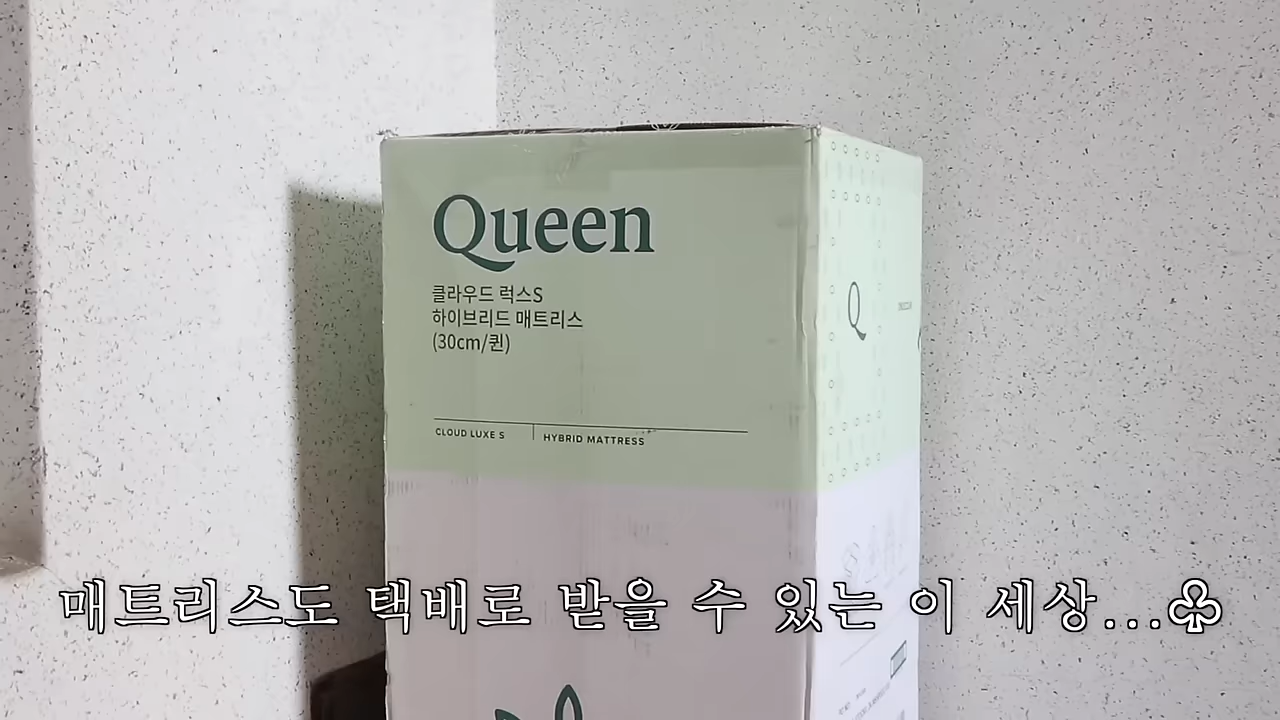 Queen
클라우드 럭스S
하이브리드 매트리스
(30cm/퀸)
CLOUD LUXE S | HYBRID MATTRESS
Q
매트리스도 택배로 받을 수 있는 이 세상...♧